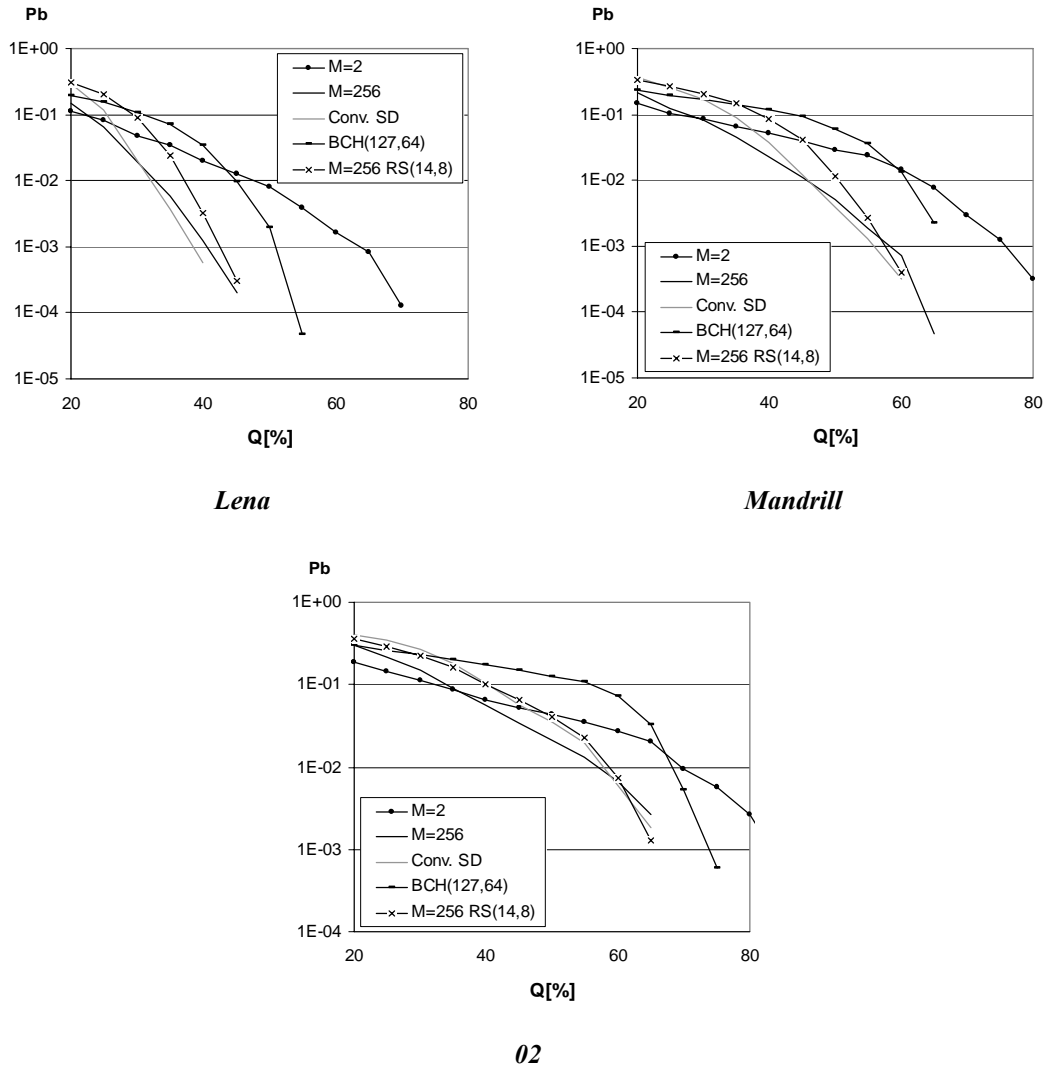 Pb
1E+00
1E-01
1E-02
1E-03
1E-04
1E-05
20 40 60 80
Q[%]
M=2
M=256
Conv. SD
BCH(127,64)
M=256 RS(14,8)
Lena
Pb
1E+00
1E-01
1E-02
1E-03
1E-04
1E-05
20 40 60 80
Q[%]
M=2
M=256
Conv. SD
BCH(127,64)
M=256 RS(14,8)
Mandrill
Pb
1E+00
1E-01
1E-02
1E-03
1E-04
20 40 60 80
Q[%]
M=2
M=256
Conv. SD
BCH(127,64)
M=256 RS(14,8)
02